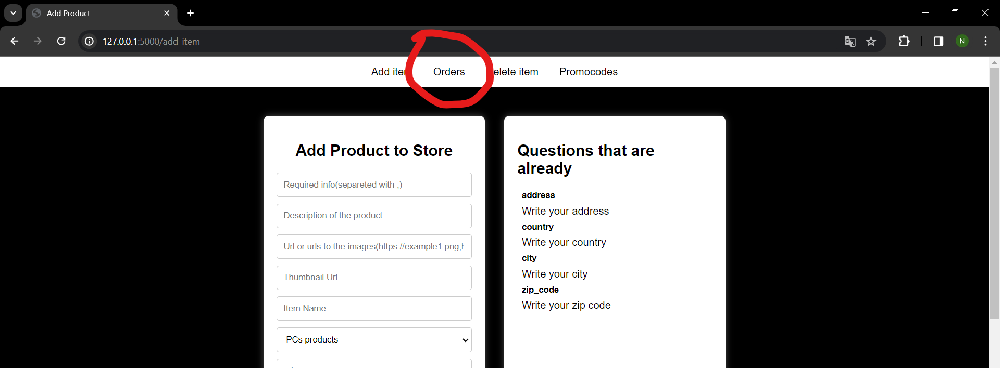 Add Product
127.0.0.1:5000/add_item
N
Add item Orders elete item Promocodes
Add Product to Store
Required info(separeted with ,)
Description of the product
Url or urls to the images(https://example1.png,h
Thumbnail Url
Item Name
PCs products
Questions that are
already
address
Write your address
country
Write your country
city
Write your city
zip_code
Write your zip code